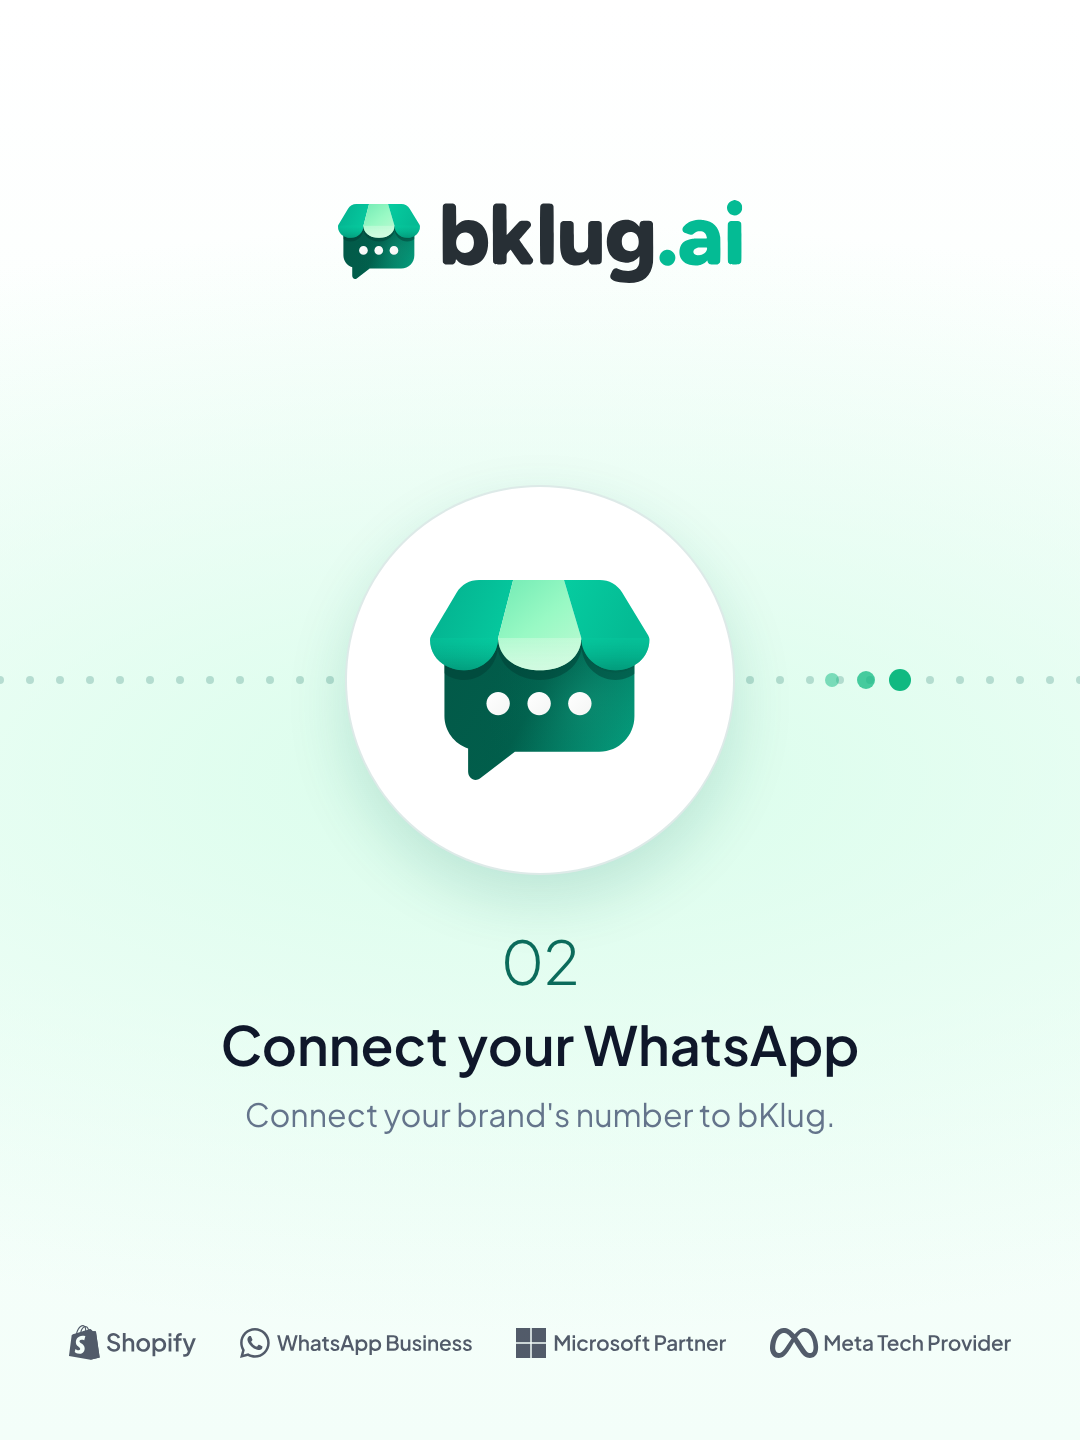 bklug.ai
02
Connect your WhatsApp
Connect your brand's number to bKlug.
Shopify WhatsApp Business Microsoft Partner Meta Tech Provider